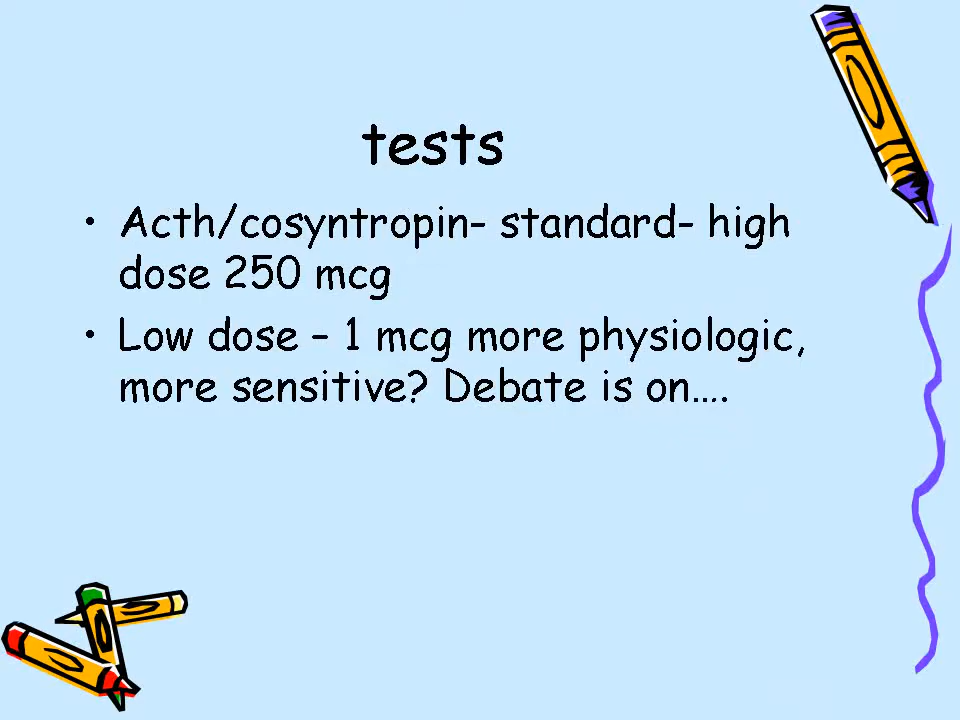 tests
• Acth/cosyntropin- standard- high
dose 250 mcg
• Low dose – 1 mcg more physiologic,
more sensitive? Debate is on….